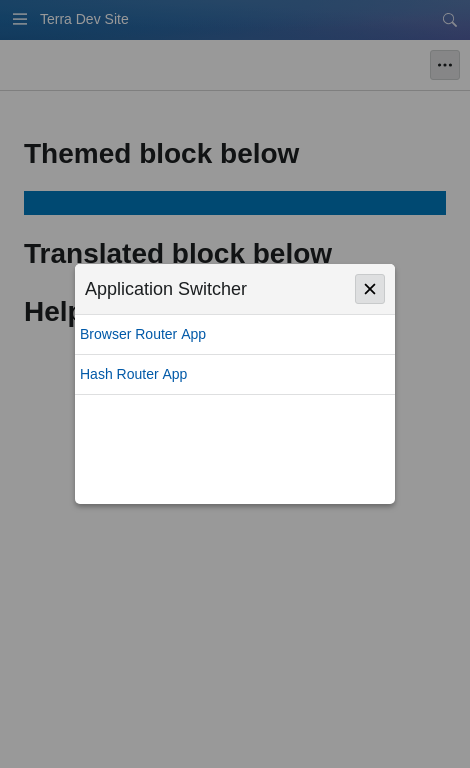 Terra Dev Site
Themed block below
Translated block below
Help
Application Switcher
Browser Router App
Hash Router App